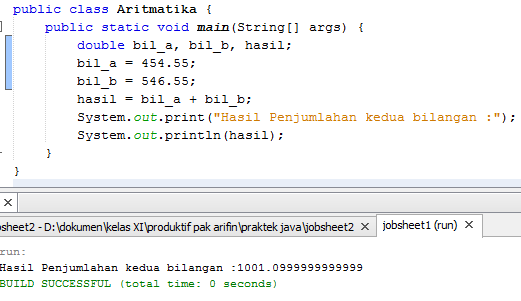 public class Aritmatika {
public static void main(String[] args) {
double bil_a, bil_b, hasil;
bil_a = 454.55;
bil_b = 546.55;
hasil = bil_a + bil_b;
System.out.print("Hasil Penjumlahan kedua bilangan :");
System.out.println(hasil);
}
}
bsheet2 - D:\dokumen\kelas XI\produktif pak arifin\praktek java\jobsheet2
jobsheet1 (run)
run:
Hasil Penjumlahan kedua bilangan :1001.0999999999999
BUILD SUCCESSFUL (total time: 0 seconds)